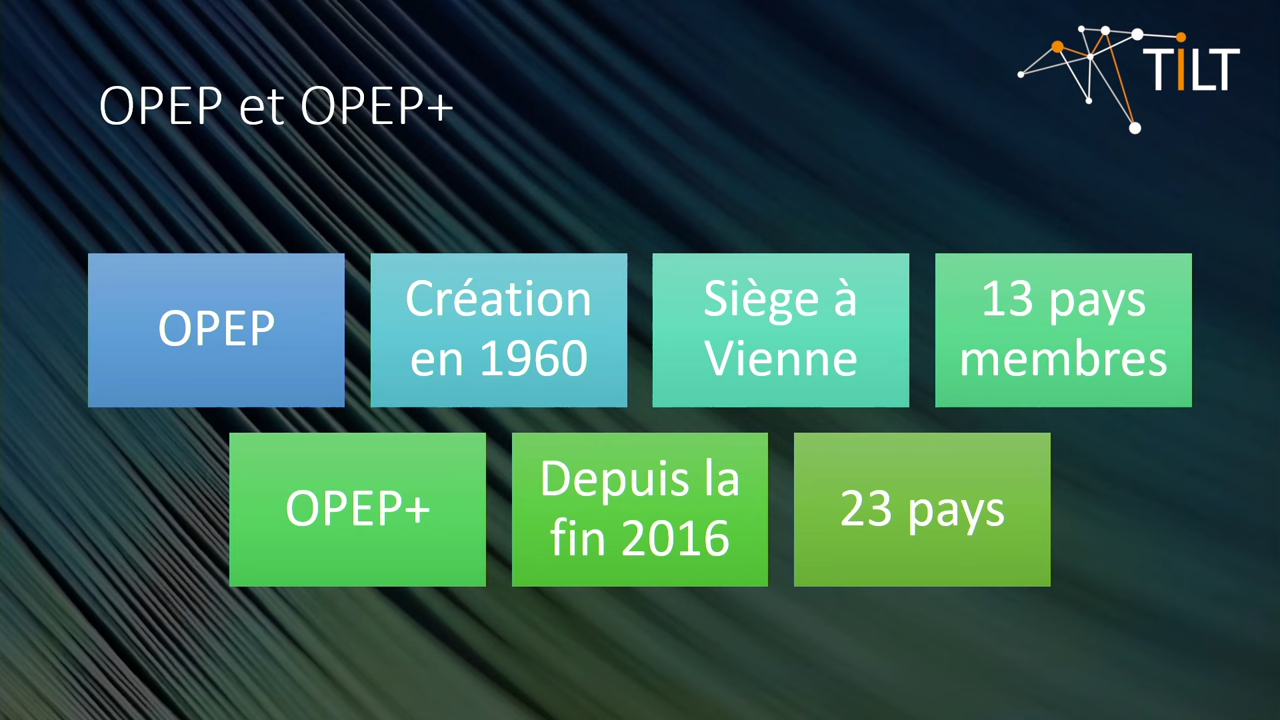 TiLT
OPEP et OPEP+
OPEP
Création
en 1960
Siège à
Vienne
13 pays
membres
OPEP+
Depuis la
fin 2016
23 pays